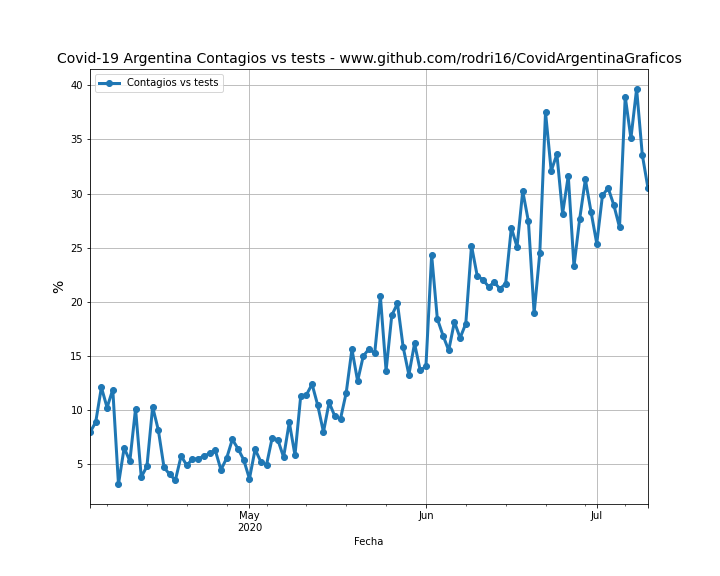 Covid-19 Argentina Contagios vs tests - www.github.com/rodri16/CovidArgentinaGraficos
Contagios vs tests
40
35
30
25
20
15
10
5
%
May
2020
Jun
Jul
Fecha